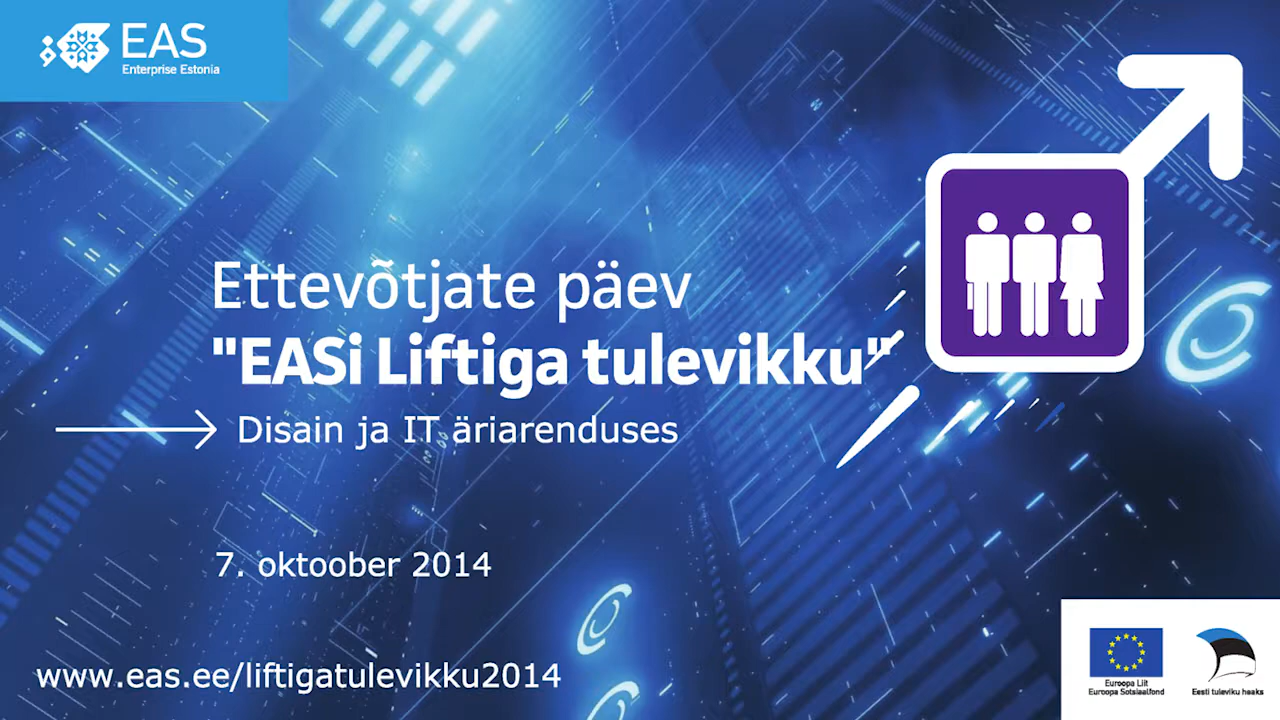 EAS
Enterprise Estonia
Ettevõtjate päev
"EASi Liftiga tulevikku"
Disain ja IT äriarenduses
7. oktoober 2014
www.eas.ee/liftigatulevikku2014
Euroopa Liit
Euroopa Sotsiaalfond
Eesti tuleviku heaks